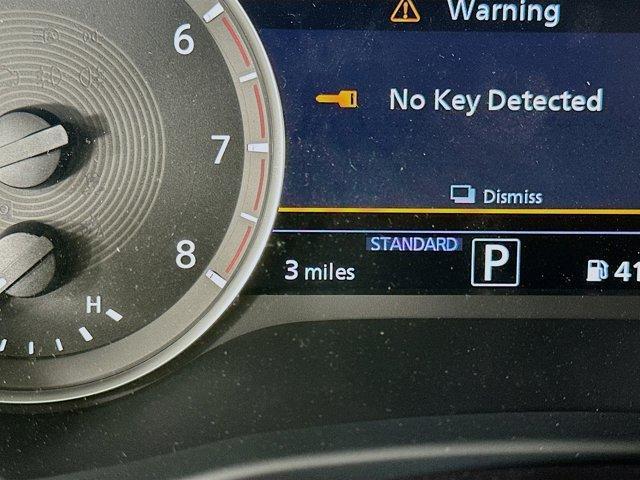 6
Warning
7
No Key Detected
Dismiss
8
STANDARD
3 miles
P
41
H